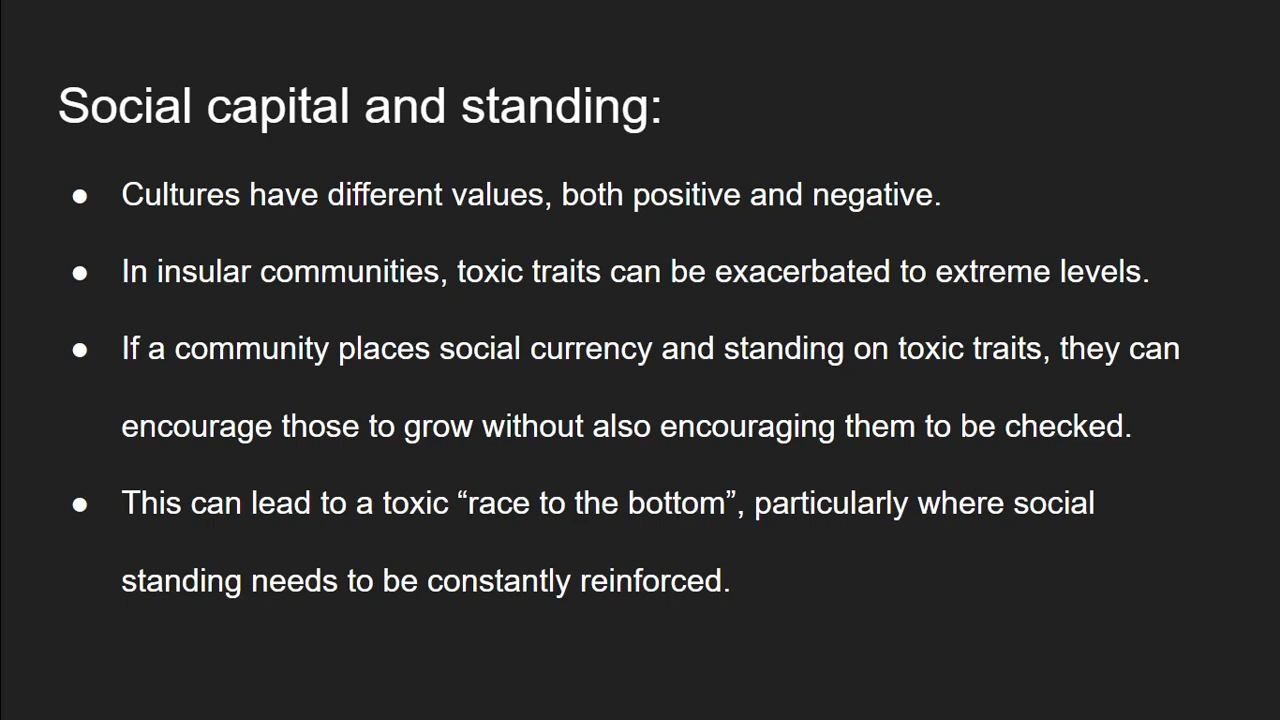 Social capital and standing:
● Cultures have different values, both positive and negative.
● In insular communities, toxic traits can be exacerbated to extreme levels.
● If a community places social currency and standing on toxic traits, they can
encourage those to grow without also encouraging them to be checked.
● This can lead to a toxic “race to the bottom”, particularly where social
standing needs to be constantly reinforced.